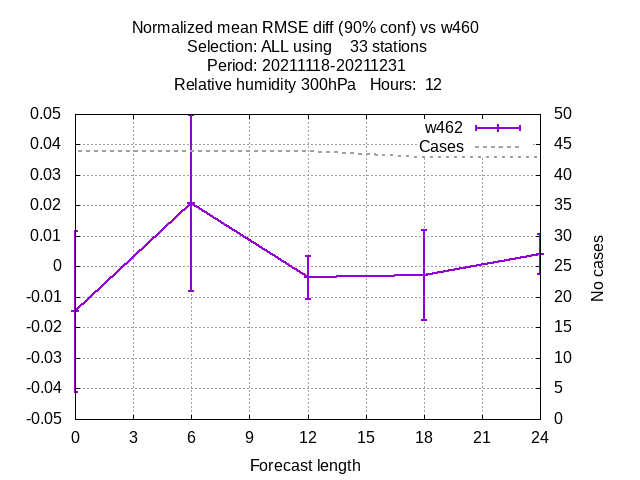 Normalized mean RMSE diff (90% conf) vs w460
Selection: ALL using    33 stations
Period: 20211118-20211231
Relative humidity 300hPa   Hours:  12
0.05
0.04
0.03
0.02
0.01
0
-0.01
-0.02
-0.03
-0.04
-0.05
w462
Cases
50
45
40
35
30
25
20
15
10
5
0
No cases
0 3 6 9 12 15 18 21 24
Forecast length